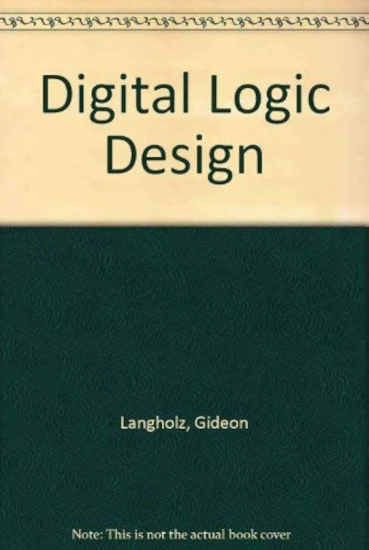 Digital Logic
Design
Langholz, Gideon
Note: This is not the actual book cover